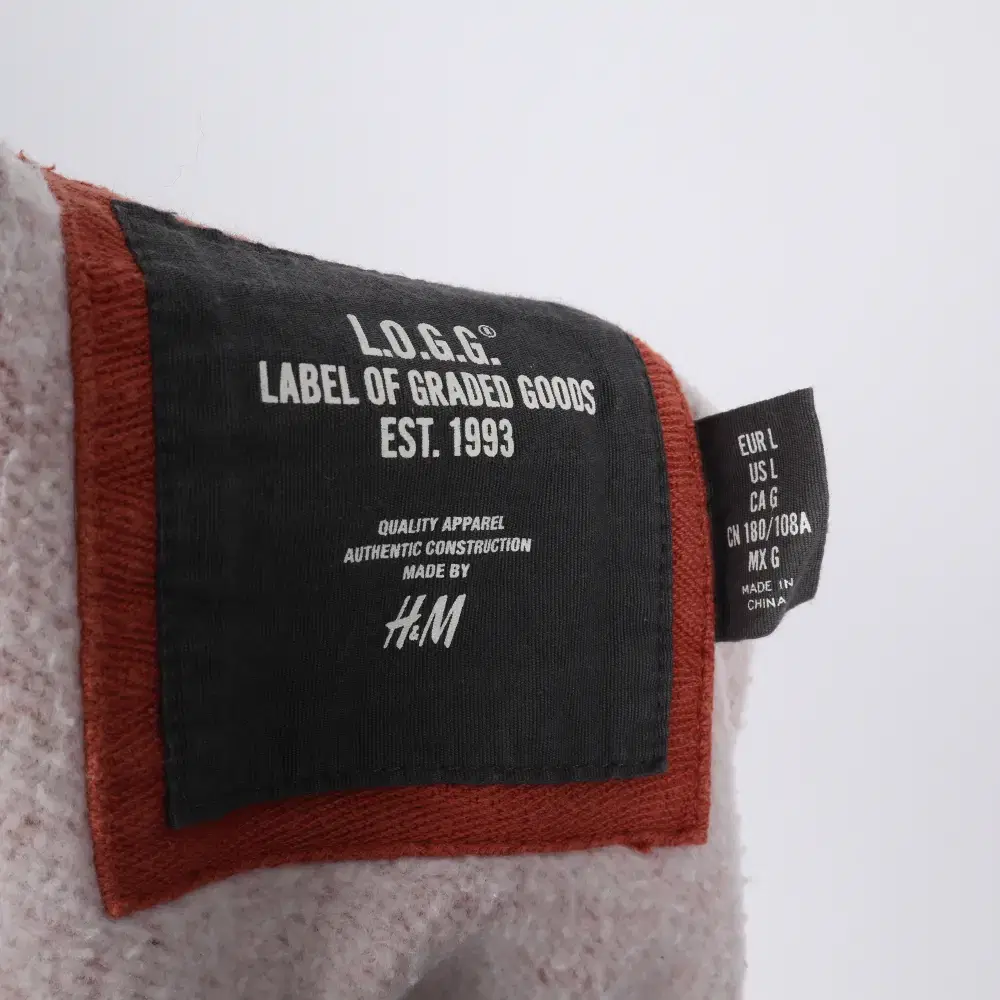 L.O.G.G.®
LABEL OF GRADED GOODS
EST. 1993
QUALITY APPAREL
AUTHENTIC CONSTRUCTION
MADE BY
H&M
EUR L
US L
CA G
CN 180/108A
MX G
MADE IN
CHINA